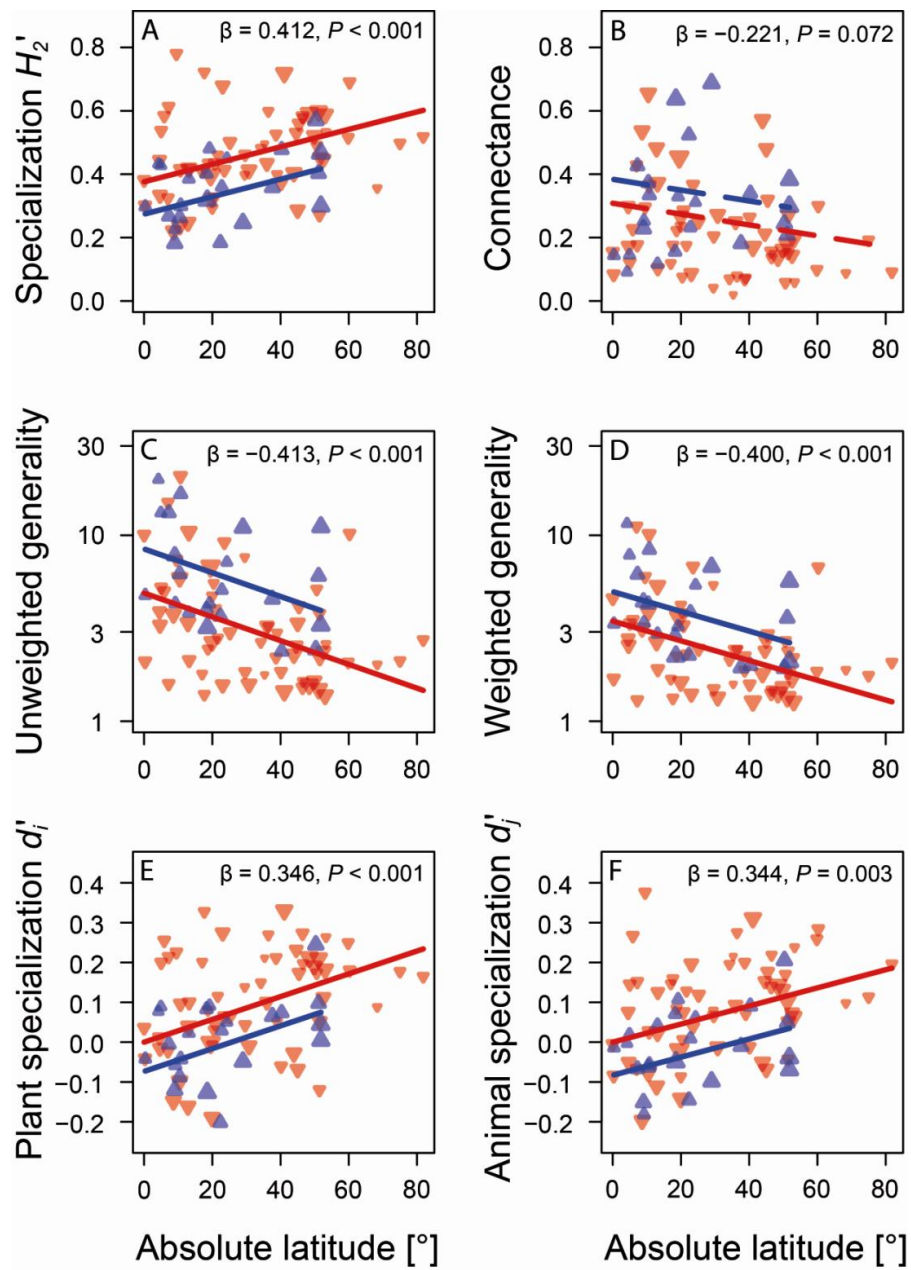 A
β = 0.412, P < 0.001
Specialization H₂'
0.8
0.6
0.4
0.2
0.0
0 20 40 60 80
B
β = −0.221, P = 0.072
Connectance
0.8
0.6
0.4
0.2
0.0
0 20 40 60 80
C
β = −0.413, P < 0.001
Unweighted generality
30
10
3
1
0 20 40 60 80
D
β = −0.400, P < 0.001
Weighted generality
30
10
3
1
0 20 40 60 80
E
β = 0.346, P < 0.001
Plant specialization dᵢ'
0.4
0.3
0.2
0.1
0.0
−0.1
−0.2
0 20 40 60 80
Absolute latitude [°]
F
β = 0.344, P = 0.003
Animal specialization dⱼ'
0.4
0.3
0.2
0.1
0.0
−0.1
−0.2
0 20 40 60 80
Absolute latitude [°]